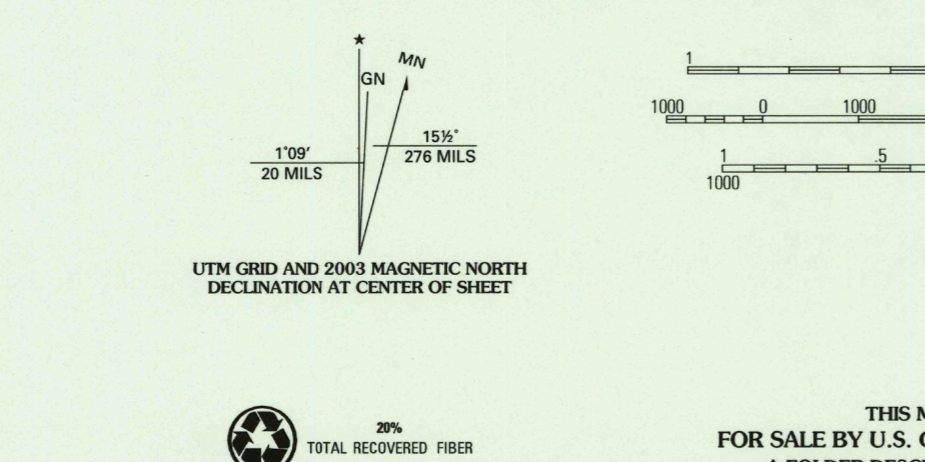 ★
GN
MN
1°09'
20 MILS
15½°
276 MILS
UTM GRID AND 2003 MAGNETIC NORTH
DECLINATION AT CENTER OF SHEET
1
1000 0 1000
1 .5
1000
20%
TOTAL RECOVERED FIBER
THIS
FOR SALE BY U.S.
A FOLDER